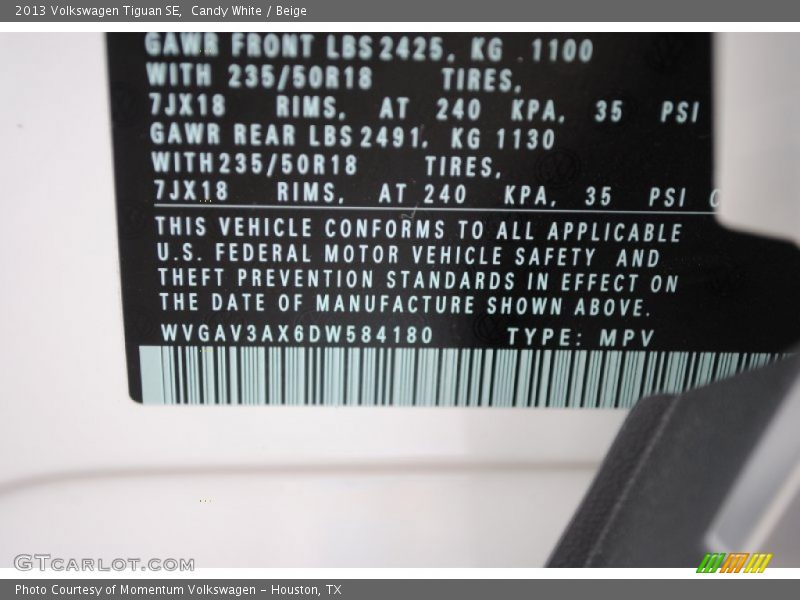 2013 Volkswagen Tiguan SE, Candy White / Beige
GAWR FRONT LBS 2425. KG . 1100
WITH 235/50R18 TIRES.
7JX18 RIMS. AT 240 KPA. 35 PSI
GAWR REAR LBS 2491. KG 1130
WITH 235/50R18 TIRES.
7JX18 RIMS. AT 240 KPA. 35 PSI
THIS VEHICLE CONFORMS TO ALL APPLICABLE
U.S. FEDERAL MOTOR VEHICLE SAFETY AND
THEFT PREVENTION STANDARDS IN EFFECT ON
THE DATE OF MANUFACTURE SHOWN ABOVE.
WVGAV3AX6DW584180 TYPE: MPV
GTCARLOT.COM
Photo Courtesy of Momentum Volkswagen - Houston, TX